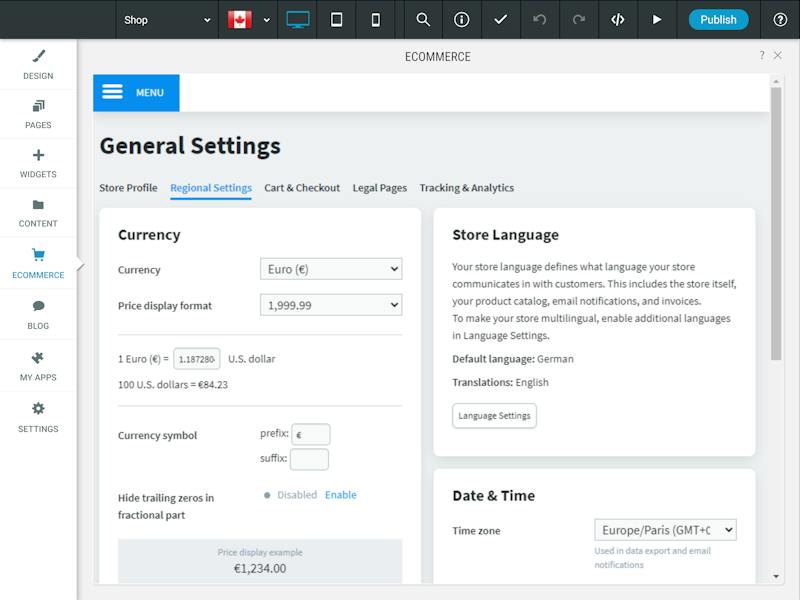 Shop
Publish
ECOMMERCE
?
DESIGN
PAGES
WIDGETS
CONTENT
ECOMMERCE
BLOG
MY APPS
SETTINGS
MENU
General Settings
Store Profile Regional Settings Cart & Checkout Legal Pages Tracking & Analytics
Currency
Currency Euro (€)
Price display format 1,999.99
1 Euro (€) = 1.187280 U.S. dollar
100 U.S. dollars = €84.23
Currency symbol prefix: €
suffix:
Hide trailing zeros in
fractional part
Disabled Enable
Price display example
€1,234.00
Store Language
Your store language defines what language your store
communicates in with customers. This includes the store itself,
your product catalog, email notifications, and invoices.
To make your store multilingual, enable additional languages
in Language Settings.
Default language: German
Translations: English
Language Settings
Date & Time
Time zone Europe/Paris (GMT+
Used in data export and email
notifications